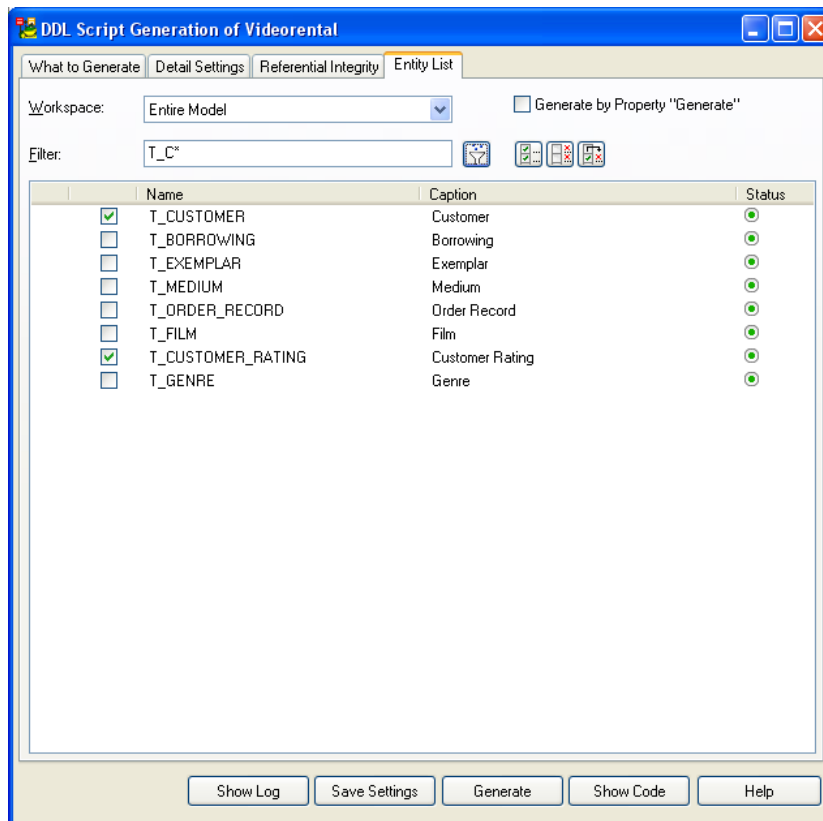 DDL Script Generation of Videorental
What to Generate Detail Settings Referential Integrity Entity List
Workspace: Entire Model Generate by Property "Generate"
Filter: T_C*
Name Caption Status
T_CUSTOMER Customer
T_BORROWING Borrowing
T_EXEMPLAR Exemplar
T_MEDIUM Medium
T_ORDER_RECORD Order Record
T_FILM Film
T_CUSTOMER_RATING Customer Rating
T_GENRE Genre
Show Log Save Settings Generate Show Code Help